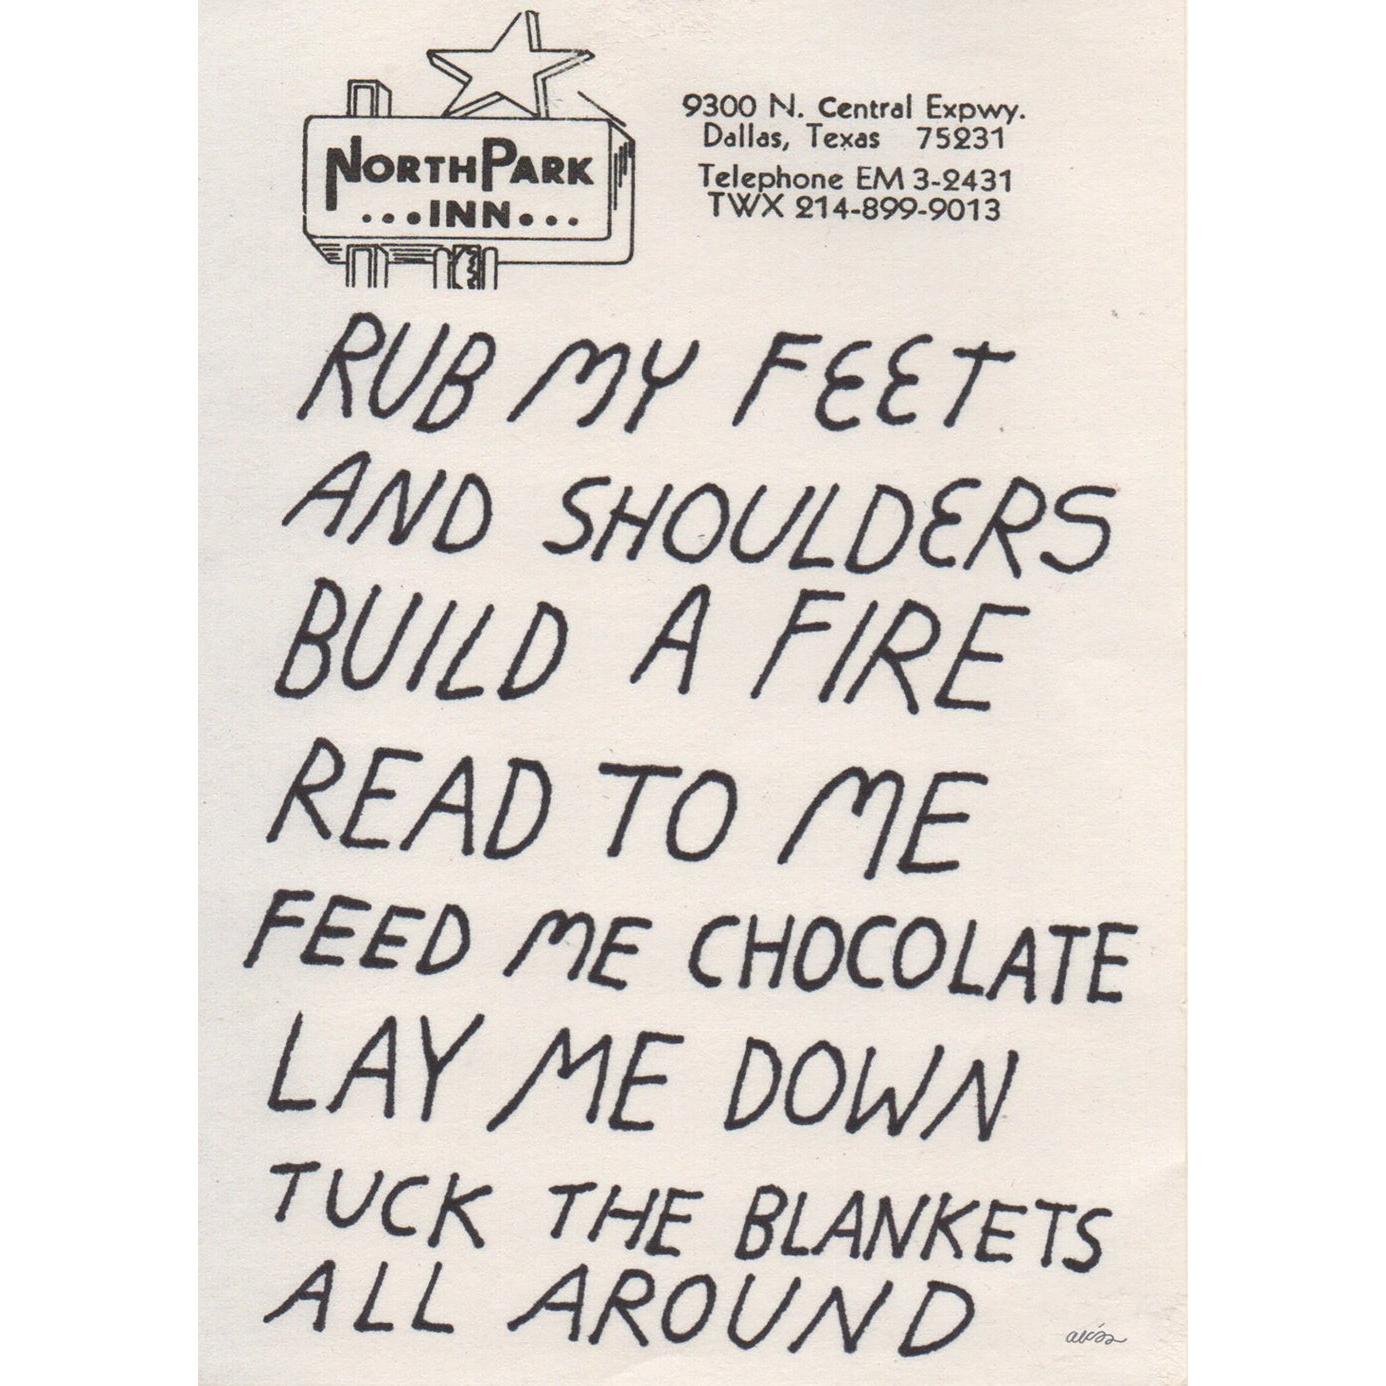 NORTHPARK
...INN...
9300 N. Central Expwy.
Dallas, Texas 75231
Telephone EM 3-2431
TWX 214-899-9013
RUB MY FEET
AND SHOULDERS
BUILD A FIRE
READ TO ME
FEED ME CHOCOLATE
LAY ME DOWN
TUCK THE BLANKETS
ALL AROUND